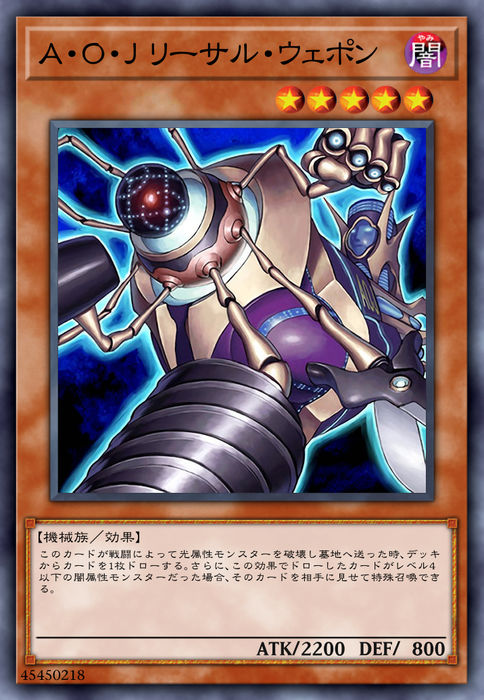 A・O・J リーサル・ウェポン
やみ
闇
【機械族／効果】
このカードが戦闘によって光属性モンスターを破壊し墓地へ送った時、デッキ
からカードを1枚ドローする。さらに、この効果でドローしたカードがレベル4
以下の闇属性モンスターだった場合、そのカードを相手に見せて特殊召喚でき
る。
ATK/2200 DEF/ 800
45450218